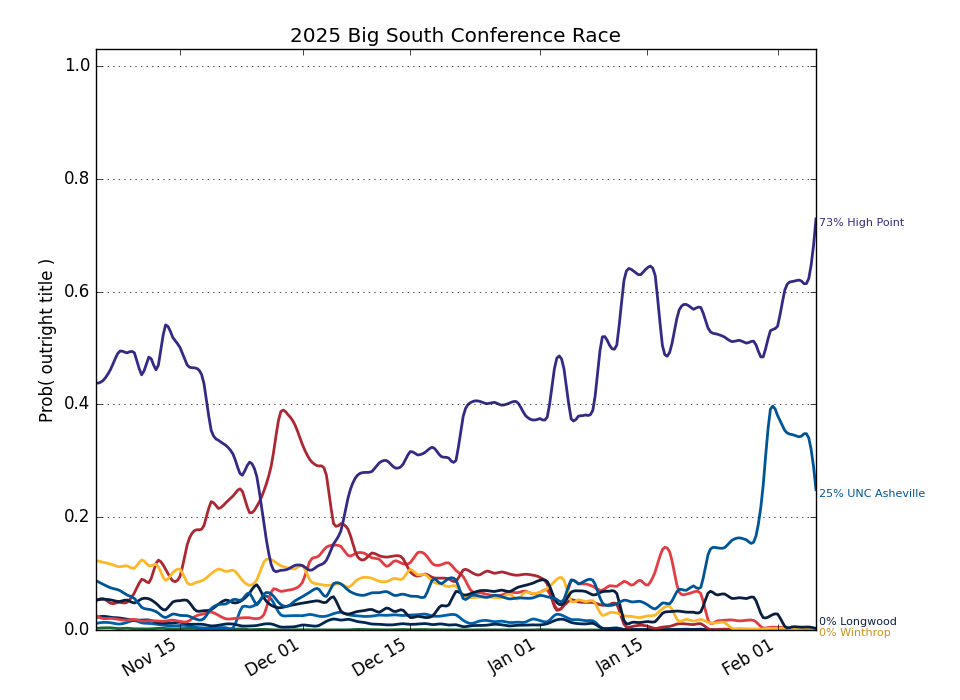 2025 Big South Conference Race
1.0
0.8
0.6
0.4
0.2
0.0
Prob( outright title )
73% High Point
25% UNC Asheville
0% Longwood
0% Winthrop
Nov 15
Dec 01
Dec 15
Jan 01
Jan 15
Feb 01